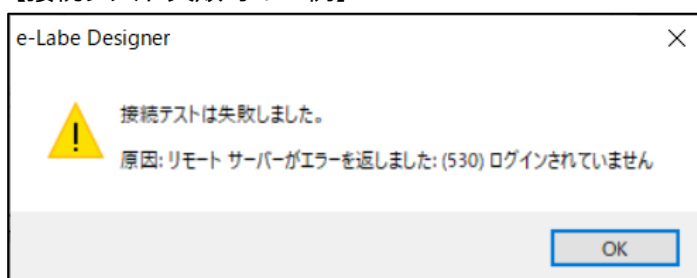 e-Labe Designer
接続テストは失敗しました。
原因: リモート サーバーがエラーを返しました: (530) ログインされていません
OK